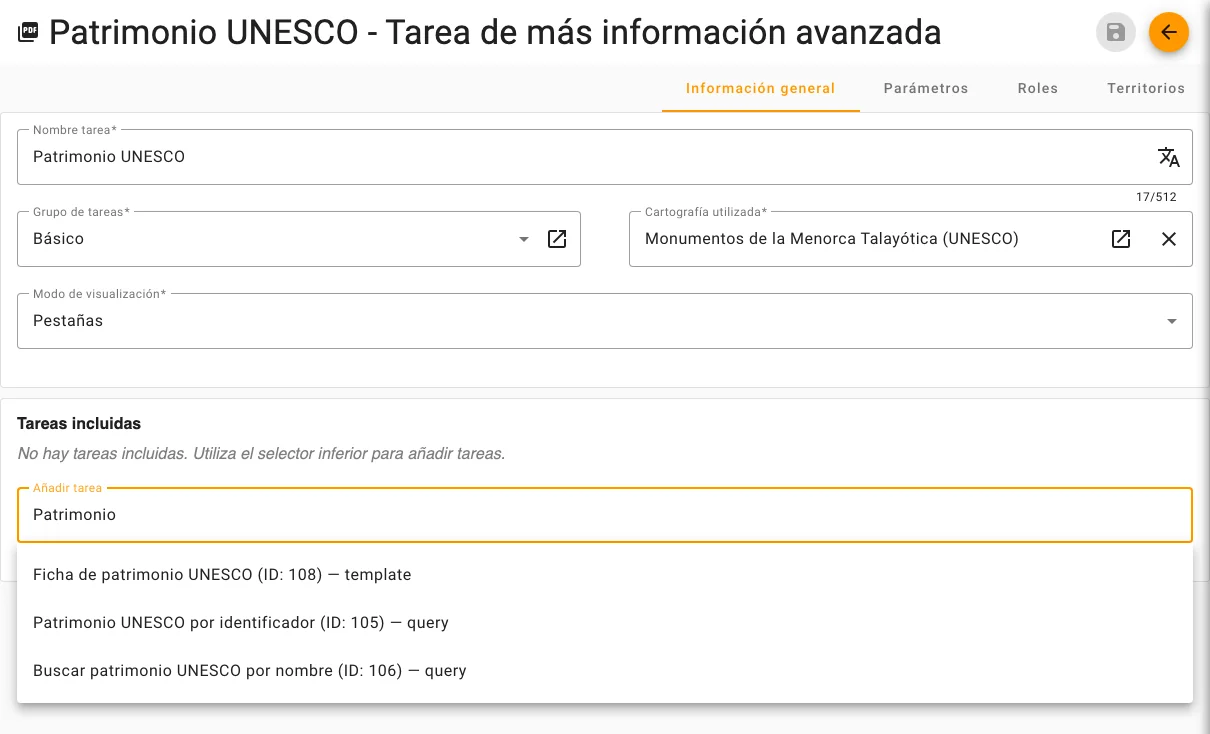 PDF Patrimonio UNESCO - Tarea de más información avanzada
Información general Parámetros Roles Territorios
Nombre tarea*
Patrimonio UNESCO
17/512
Grupo de tareas* Cartografía utilizada*
Básico Monumentos de la Menorca Talayótica (UNESCO)
Modo de visualización*
Pestañas
Tareas incluidas
No hay tareas incluidas. Utiliza el selector inferior para añadir tareas.
Añadir tarea
Patrimonio
Ficha de patrimonio UNESCO (ID: 108) — template
Patrimonio UNESCO por identificador (ID: 105) — query
Buscar patrimonio UNESCO por nombre (ID: 106) — query